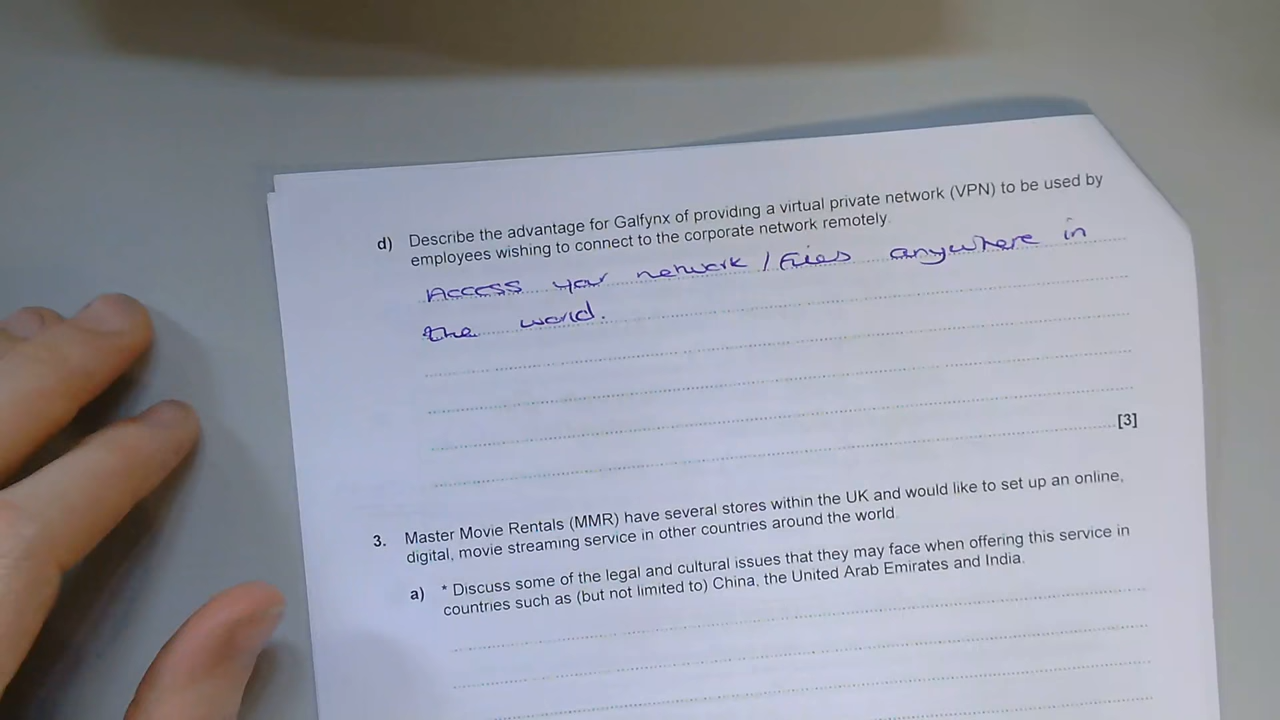 d) Describe the advantage for Galfynx of providing a virtual private network (VPN) to be used by
employees wishing to connect to the corporate network remotely.
Access your network / files anywhere in
the world.
[3]
3. Master Movie Rentals (MMR) have several stores within the UK and would like to set up an online,
digital, movie streaming service in other countries around the world.
a) * Discuss some of the legal and cultural issues that they may face when offering this service in
countries such as (but not limited to) China, the United Arab Emirates and India.